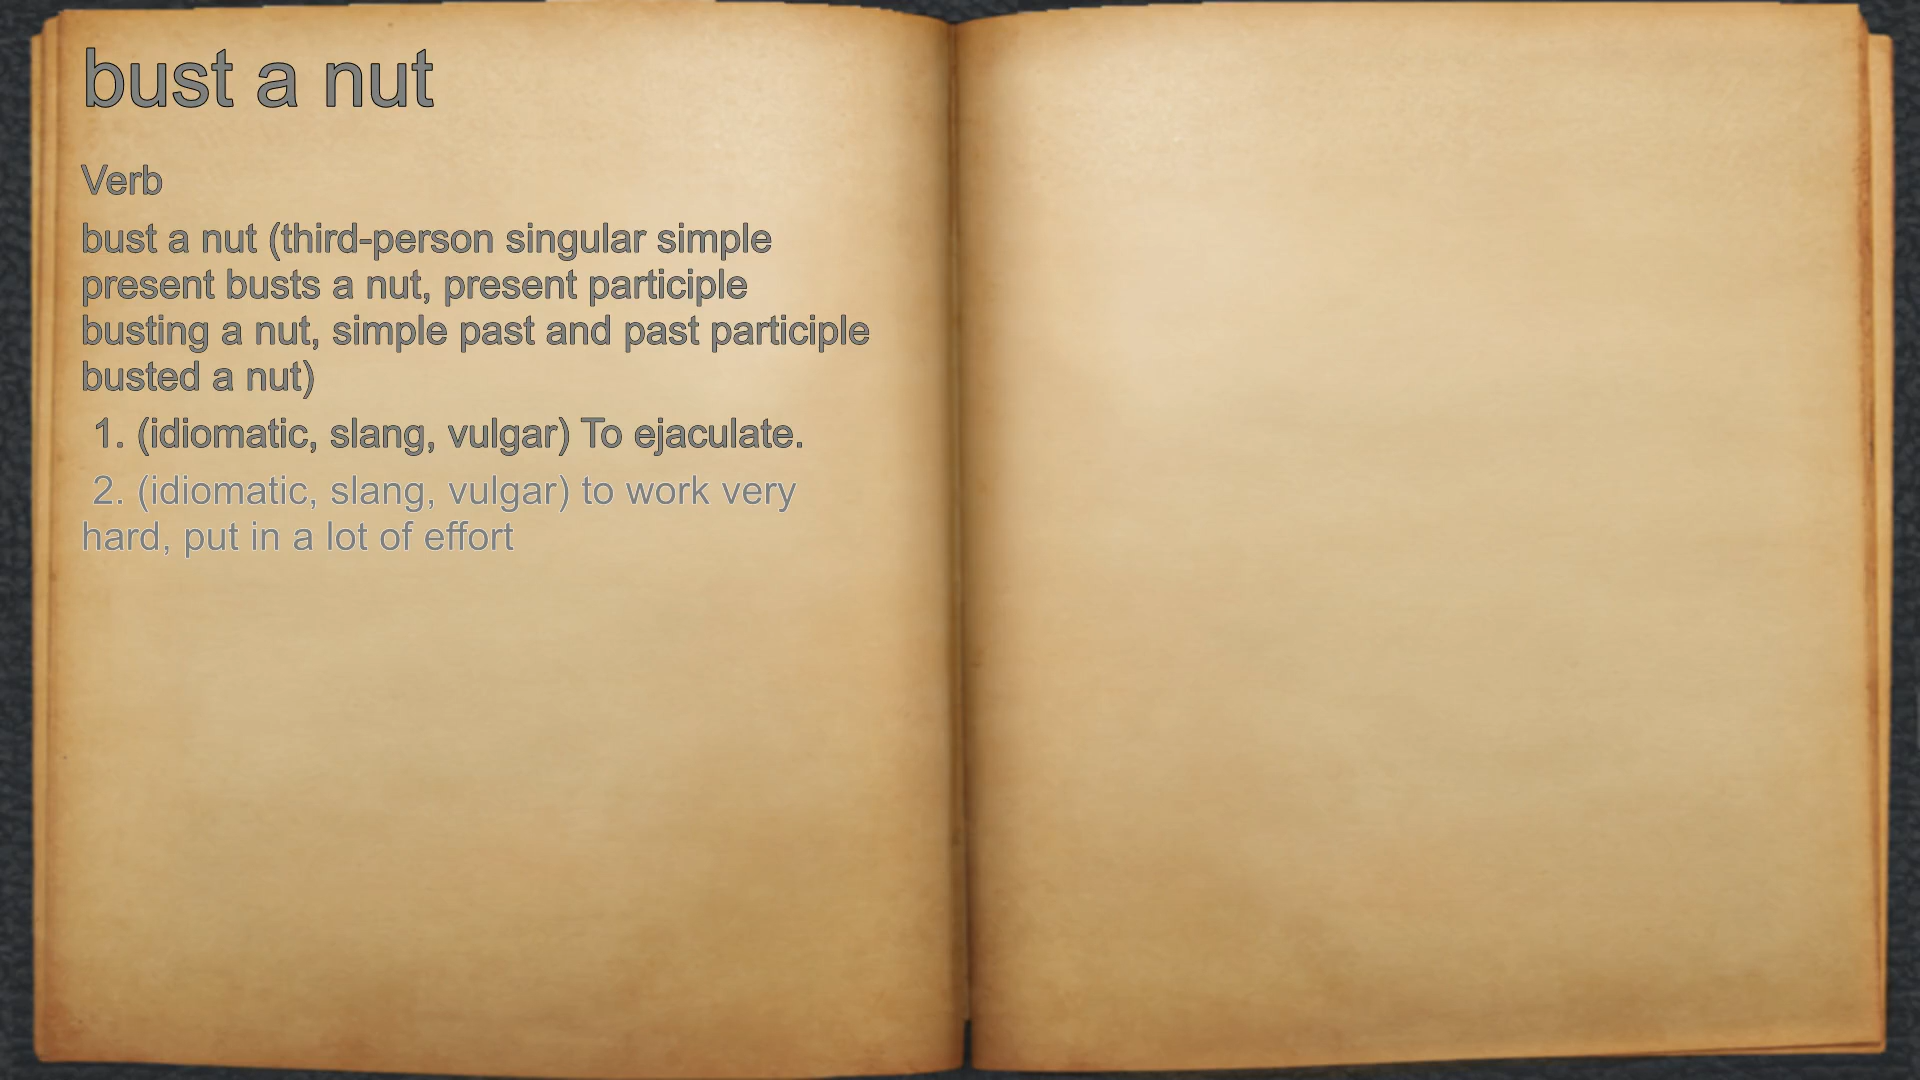 bust a nut
Verb
bust a nut (third-person singular simple
present busts a nut, present participle
busting a nut, simple past and past participle
busted a nut)
1. (idiomatic, slang, vulgar) To ejaculate.
2. (idiomatic, slang, vulgar) to work very
hard, put in a lot of effort